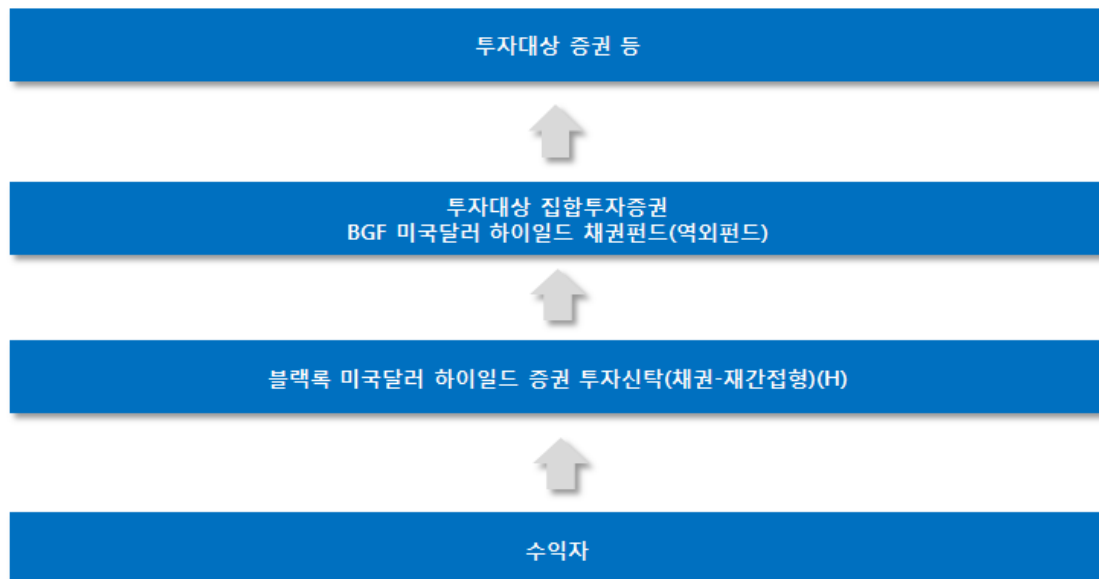 투자대상 증권 등
투자대상 집합투자증권
BGF 미국달러 하이일드 채권펀드(역외펀드)
블랙록 미국달러 하이일드 증권 투자신탁(채권-재간접형)(H)
수익자